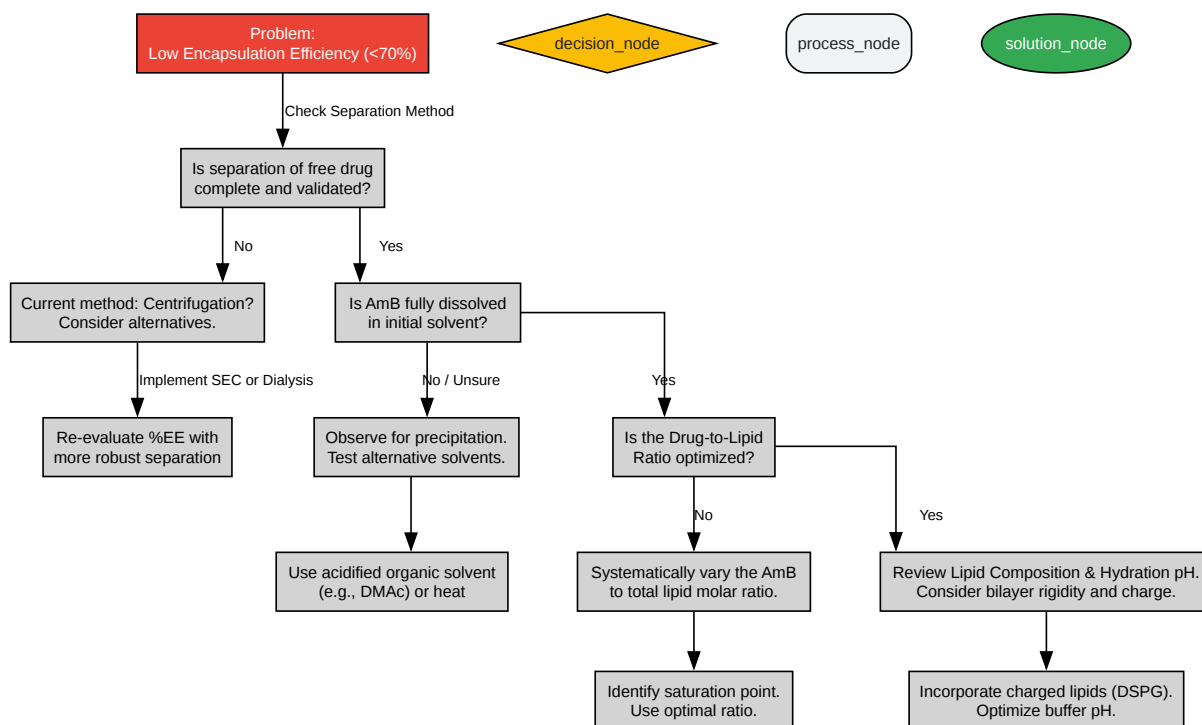 Problem:
Low Encapsulation Efficiency (<70%)
decision_node
process_node
solution_node
Check Separation Method
Is separation of free drug
complete and validated?
No
Yes
Current method: Centrifugation?
Consider alternatives.
Is AmB fully dissolved
in initial solvent?
Implement SEC or Dialysis
No / Unsure
Yes
Re-evaluate %EE with
more robust separation
Observe for precipitation.
Test alternative solvents.
Is the Drug-to-Lipid
Ratio optimized?
No
Yes
Use acidified organic solvent
(e.g., DMAc) or heat
Systematically vary the AmB
to total lipid molar ratio.
Review Lipid Composition & Hydration pH.
Consider bilayer rigidity and charge.
Identify saturation point.
Use optimal ratio.
Incorporate charged lipids (DSPG).
Optimize buffer pH.